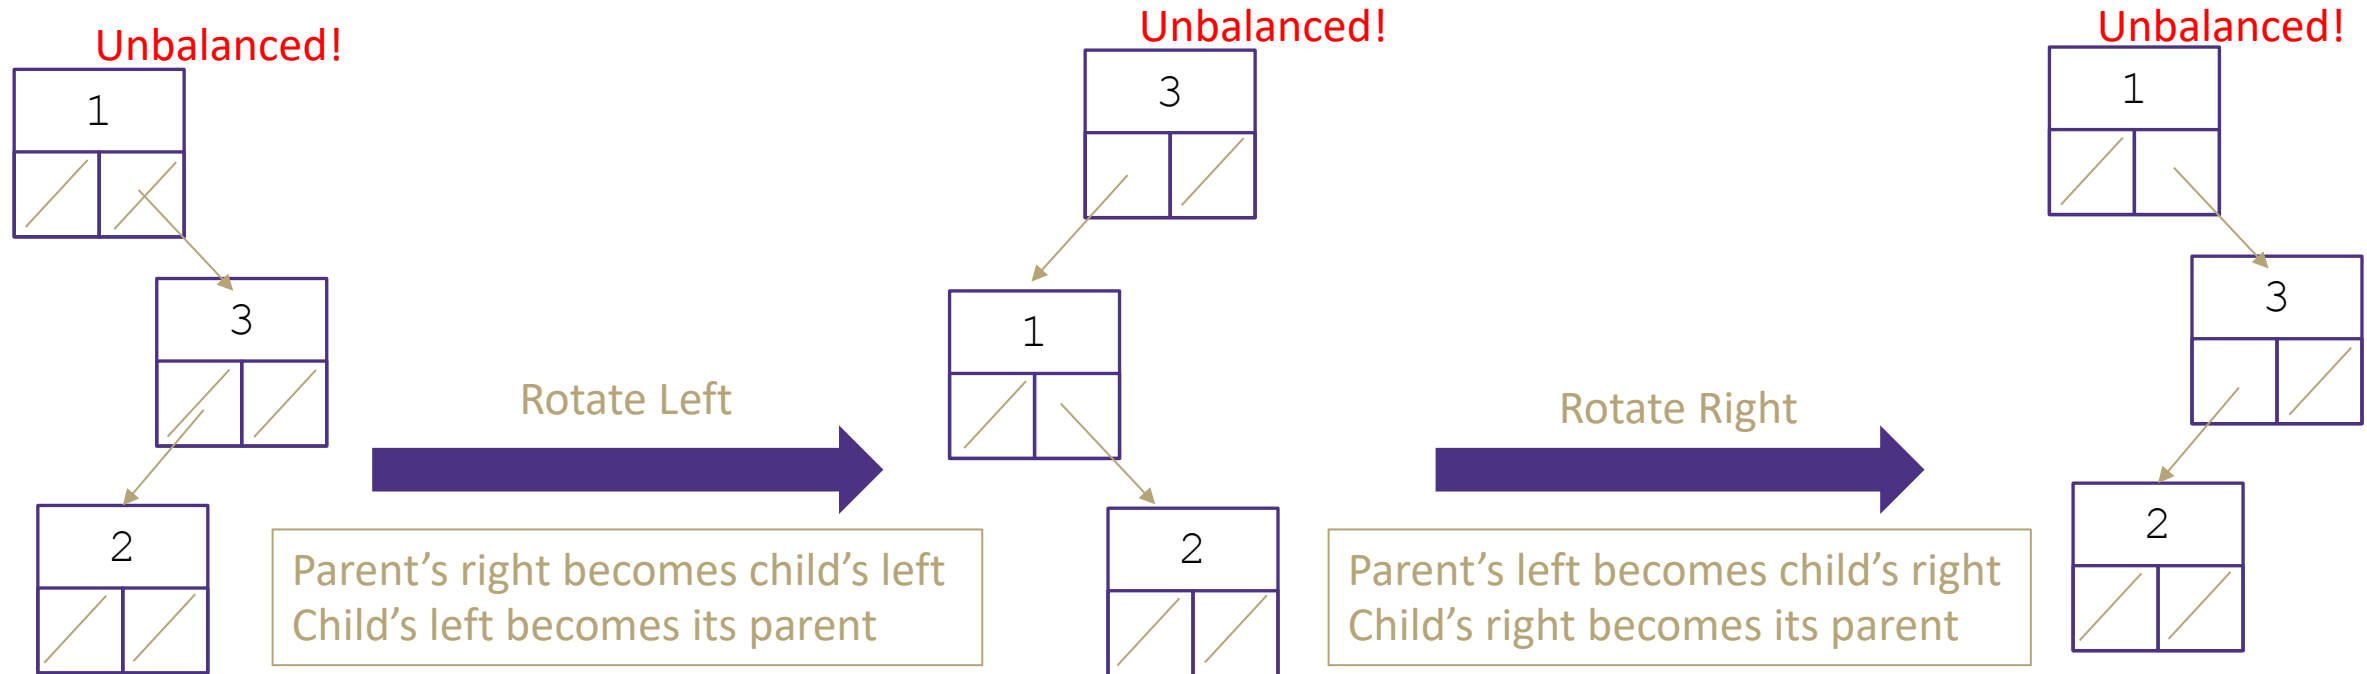 Unbalanced!
1
3
2
Rotate Left
Parent’s right becomes child’s left
Child’s left becomes its parent
Unbalanced!
3
1
2
Rotate Right
Parent’s left becomes child’s right
Child’s right becomes its parent
Unbalanced!
1
3
2